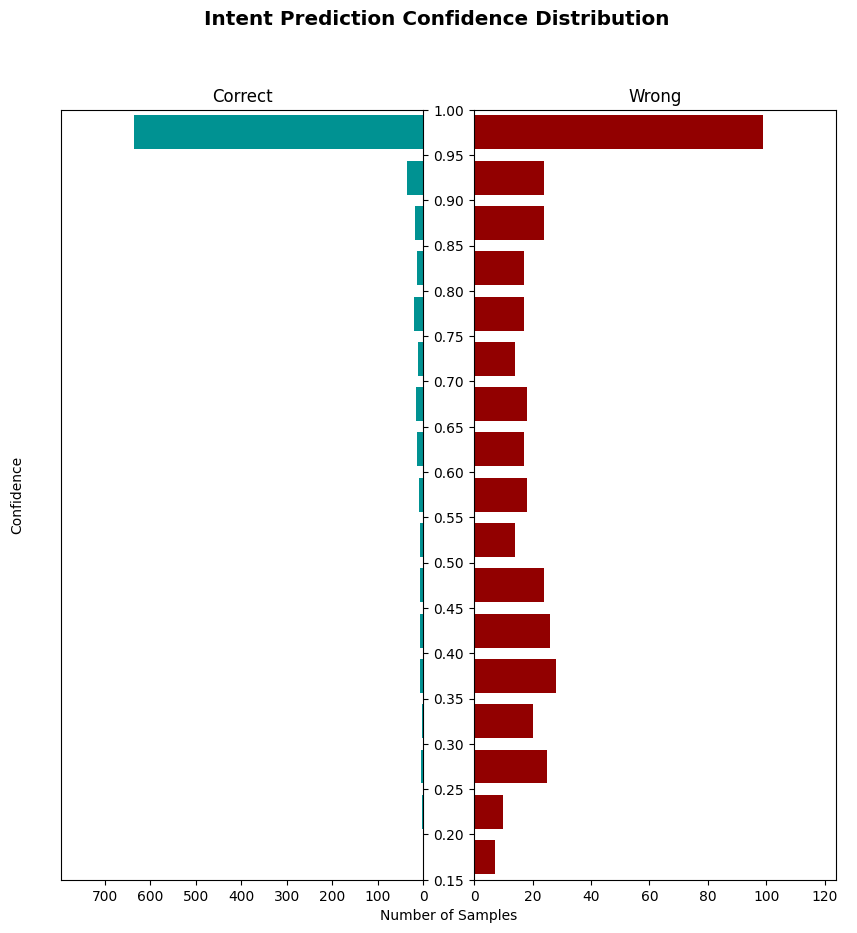 Intent Prediction Confidence Distribution
Correct
Wrong
1.00
0.95
0.90
0.85
0.80
0.75
0.70
0.65
0.60
0.55
0.50
0.45
0.40
0.35
0.30
0.25
0.20
0.15
Confidence
700 600 500 400 300 200 100 0
0 20 40 60 80 100 120
Number of Samples